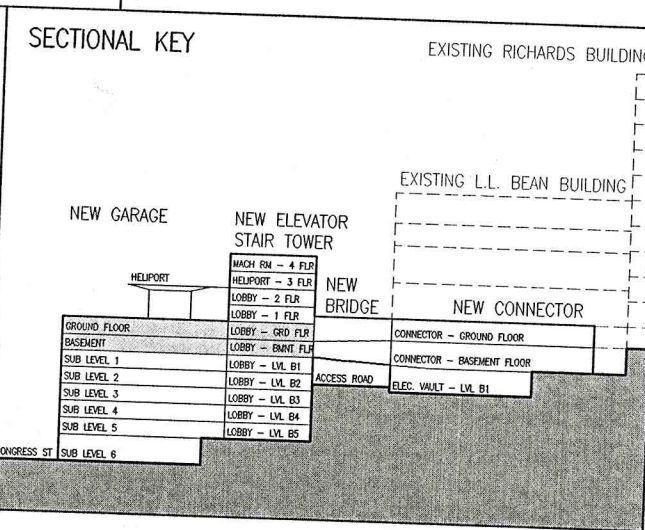 SECTIONAL KEY
EXISTING RICHARDS BUILDING
EXISTING L.L. BEAN BUILDING
NEW GARAGE
NEW ELEVATOR
STAIR TOWER
HELIPORT
MACH RM - 4 FLR
HELIPORT - 3 FLR
LOBBY - 2 FLR
LOBBY - 1 FLR
LOBBY - GRD FLR
LOBBY - BMNT FLR
LOBBY - LVL B1
LOBBY - LVL B2
LOBBY - LVL B3
LOBBY - LVL B4
LOBBY - LVL B5
NEW
BRIDGE
NEW CONNECTOR
GROUND FLOOR
BASEMENT
SUB LEVEL 1
SUB LEVEL 2
SUB LEVEL 3
SUB LEVEL 4
SUB LEVEL 5
ONGRESS ST
SUB LEVEL 6
ACCESS ROAD
CONNECTOR - GROUND FLOOR
CONNECTOR - BASEMENT FLOOR
ELEC. VAULT - LVL B1